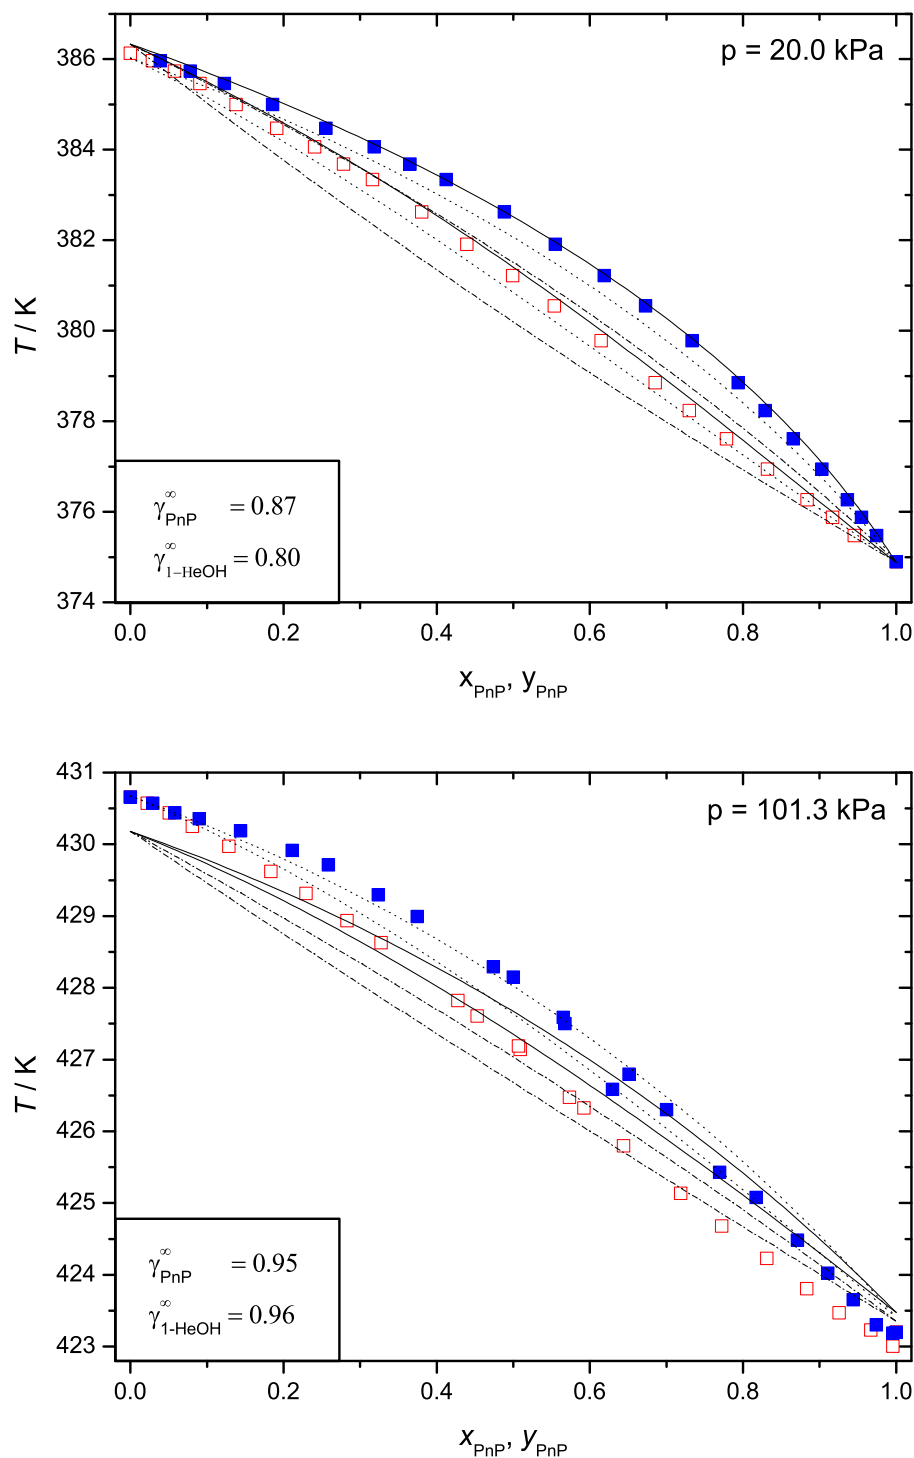 p = 20.0 kPa
386
384
382
380
378
376
374
T / K
γ∞PnP = 0.87
γ∞1–HeOH = 0.80
0.0 0.2 0.4 0.6 0.8 1.0
xPnP, yPnP
431
p = 101.3 kPa
430
429
428
427
426
425
424
423
T / K
γ∞PnP = 0.95
γ∞1-HeOH = 0.96
0.0 0.2 0.4 0.6 0.8 1.0
xPnP, yPnP